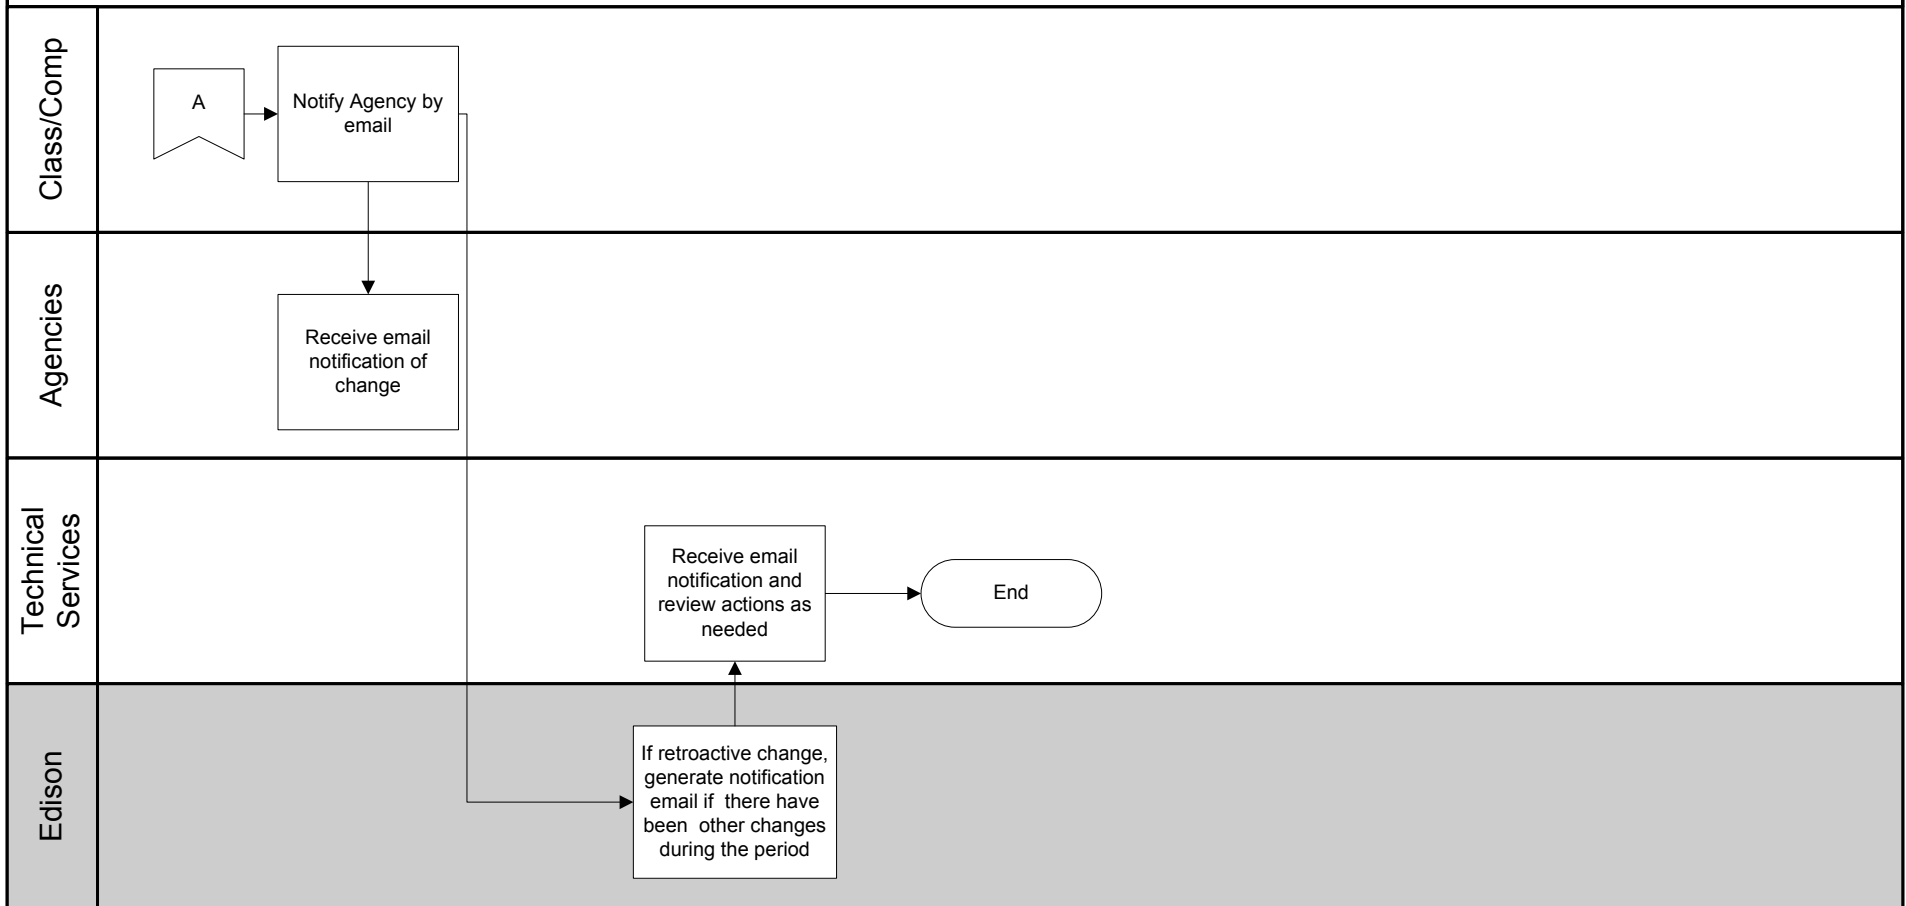 Class/Comp
A
Notify Agency by
email
Agencies
Receive email
notification of
change
Technical
Services
Receive email
notification and
review actions as
needed
End
Edison
If retroactive change,
generate notification
email if  there have
been  other changes
during the period